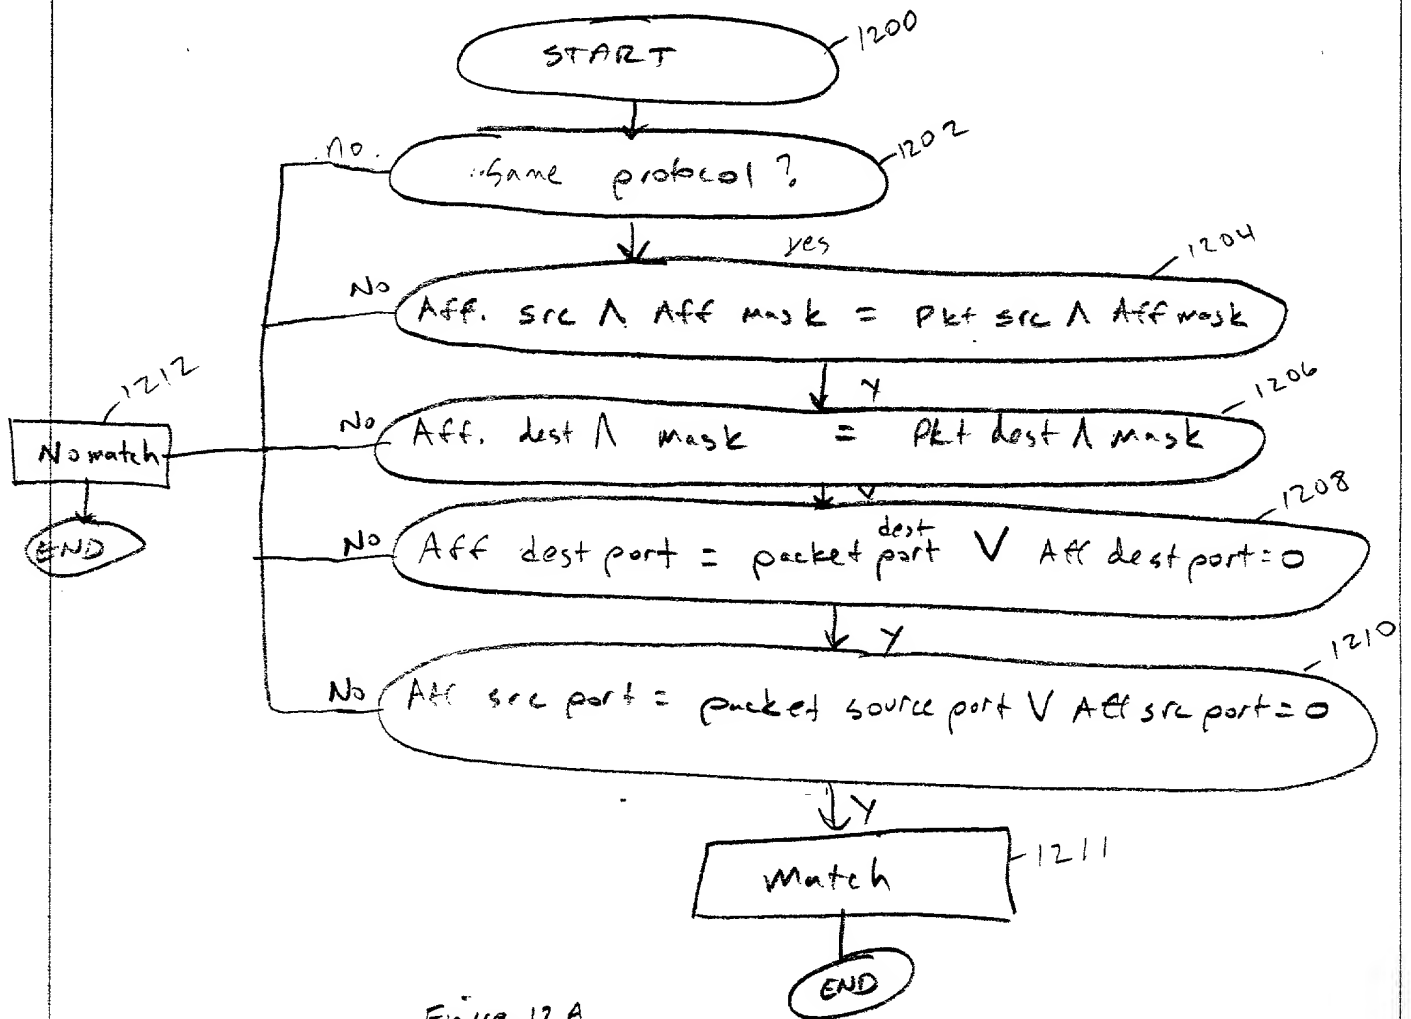 START
1200
no.
Same protocol?
1202
yes
1204
No
Aff. src Λ Aff mask = Pkt src Λ Aff mask
Y
1206
1212
No match
No
Aff. dest Λ mask = Pkt dest Λ mask
Y
1208
END
No
Aff dest port = packet dest port V Aff dest port = 0
Y
1210
No
Aff src port = packet source port V Aff src port = 0
Y
Match
1211
END
Figure 12A